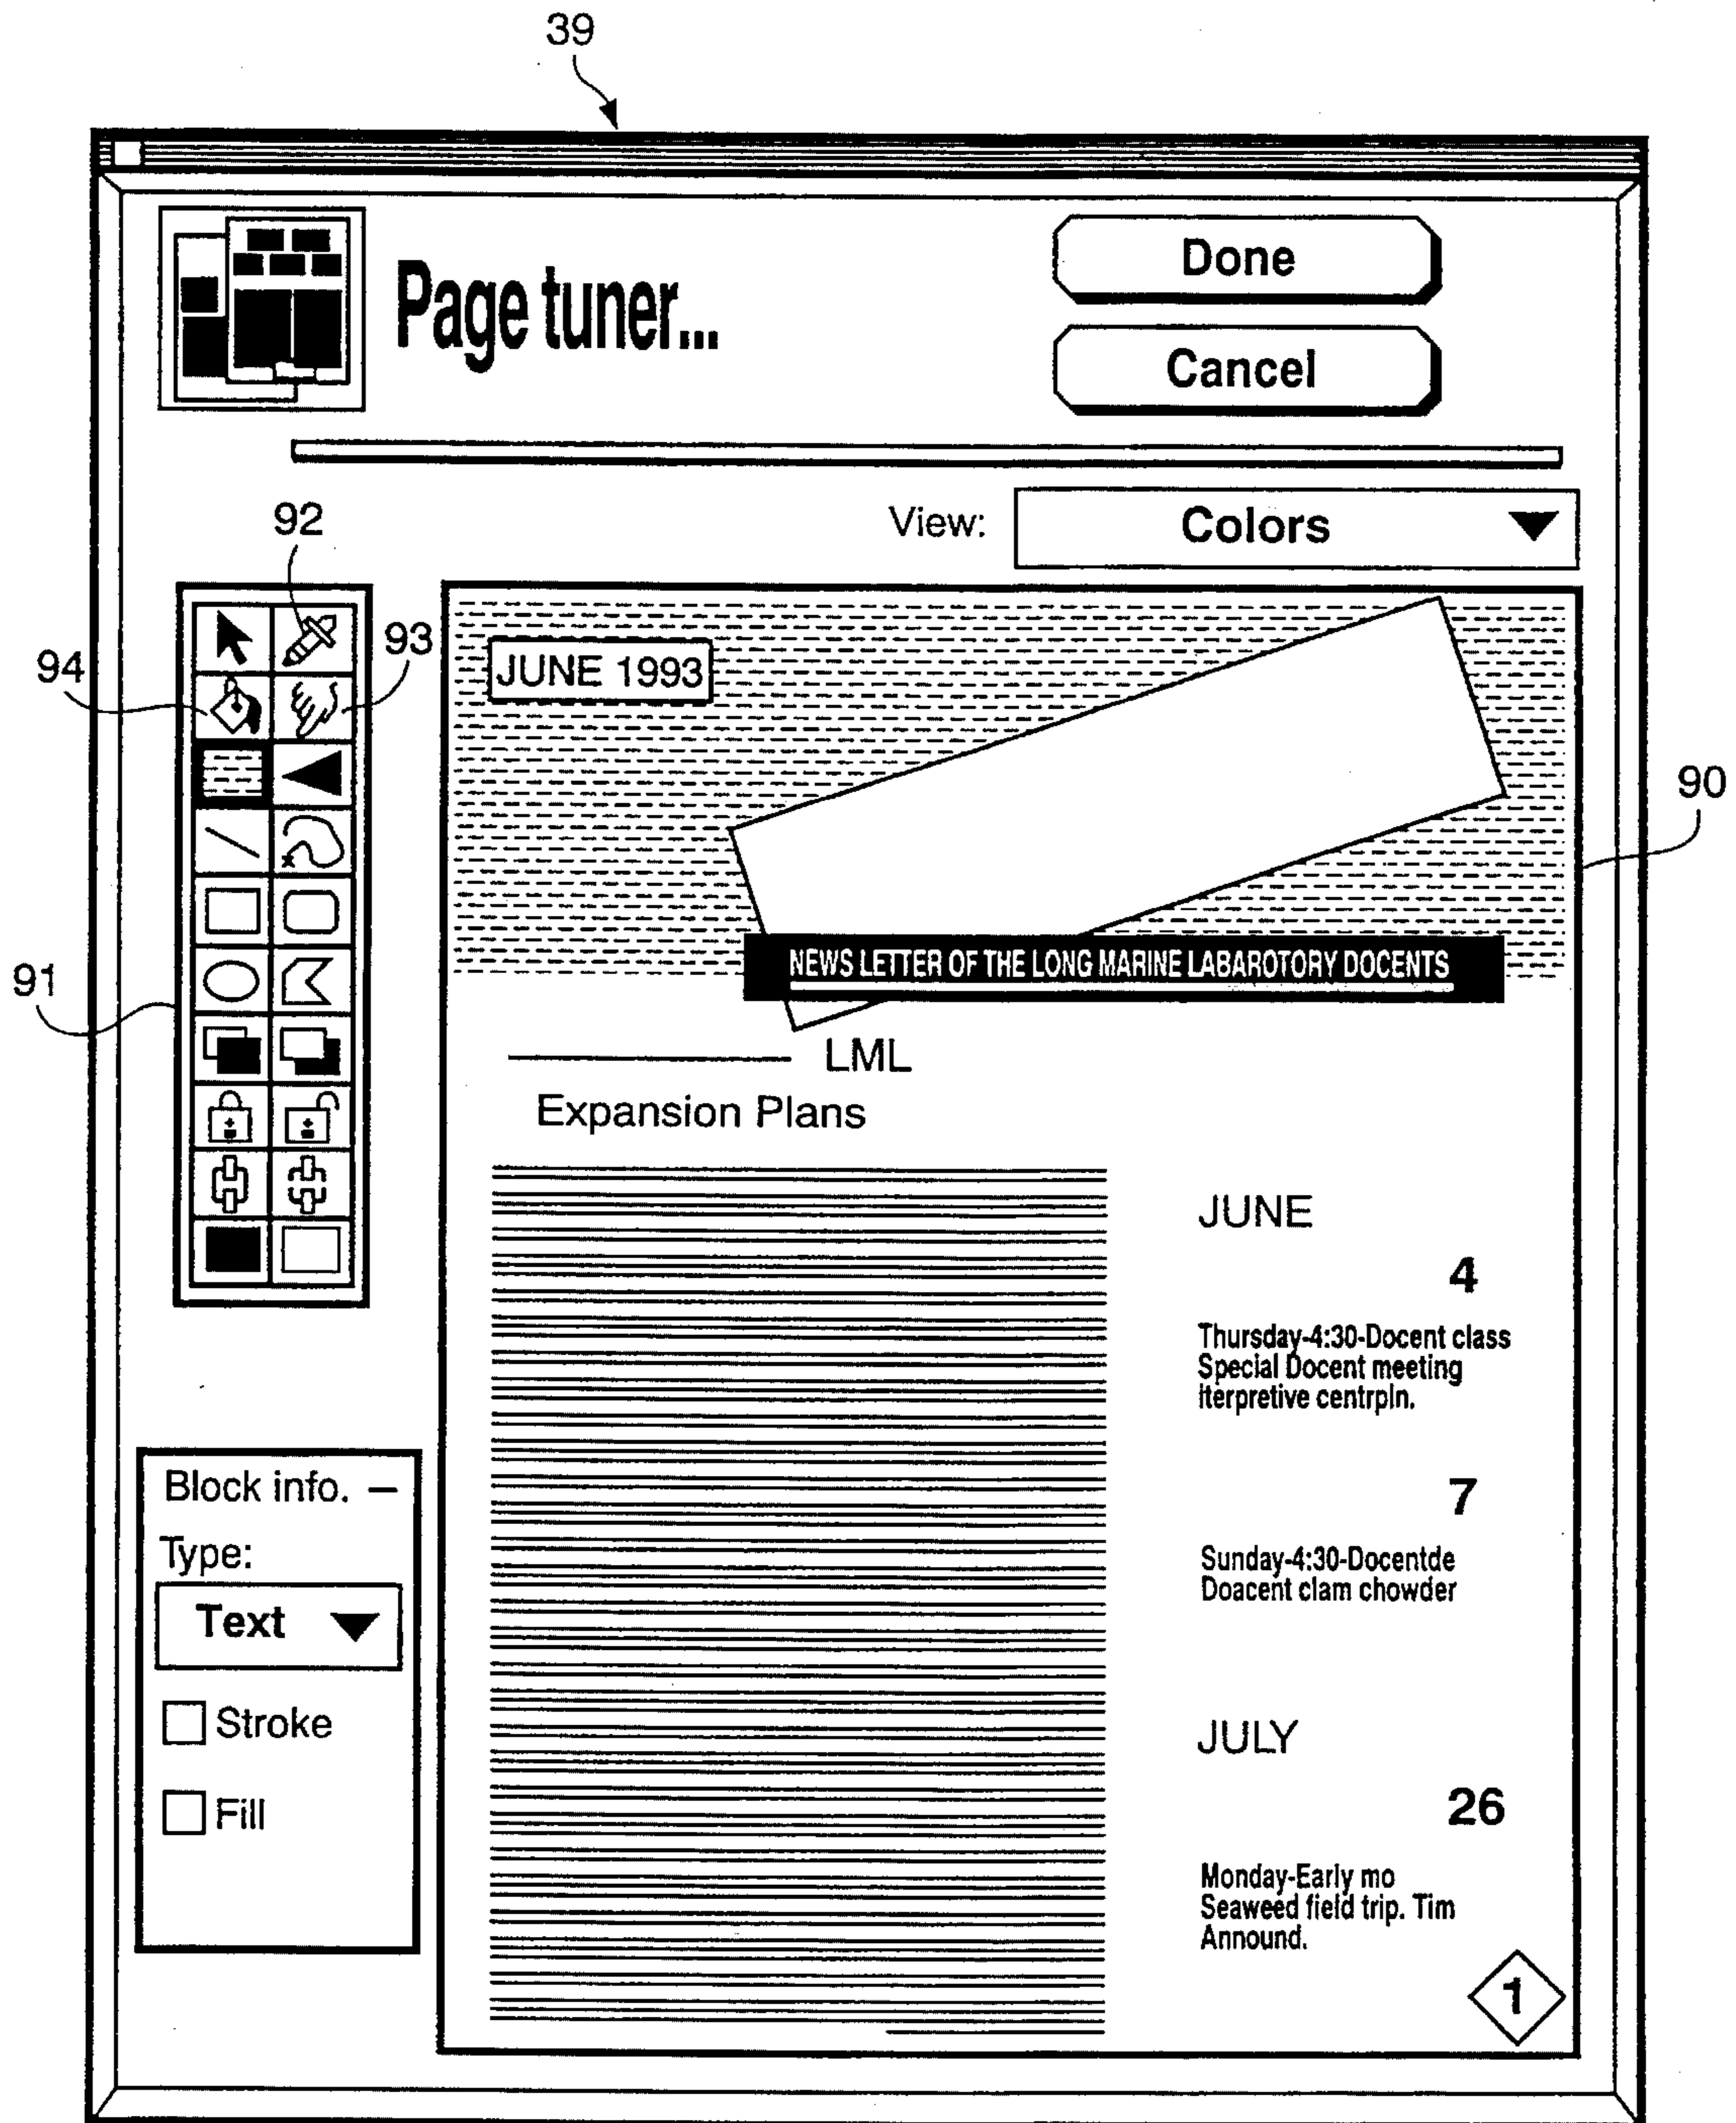 39
Done
Page tuner...
Cancel
View:
Colors
92
93
94
JUNE 1993
90
91
NEWS LETTER OF THE LONG MARINE LABAROTORY DOCENTS
LML
Expansion Plans
JUNE
4
Thursday-4:30-Docent class
Special Docent meeting
iterpretive centrpln.
Block info. –
7
Type:
Sunday-4:30-Docentde
Doacent clam chowder
Text
Stroke
JULY
Fill
26
Monday-Early mo
Seaweed field trip. Tim
Annound.
1